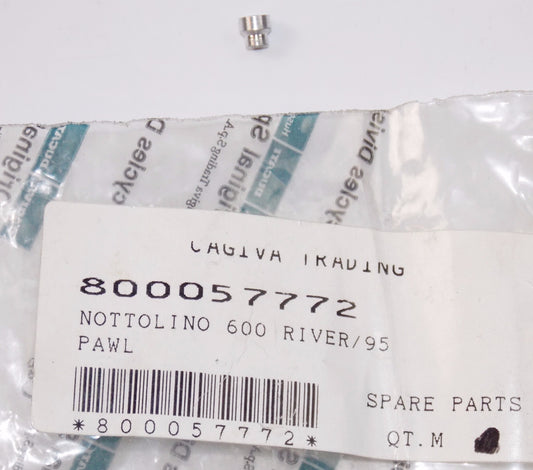 CAGIVA TRADING
800057772
NOTTOLINO 600 RIVER/95
PAWL
*800057772*
SPARE PARTS
QT.M